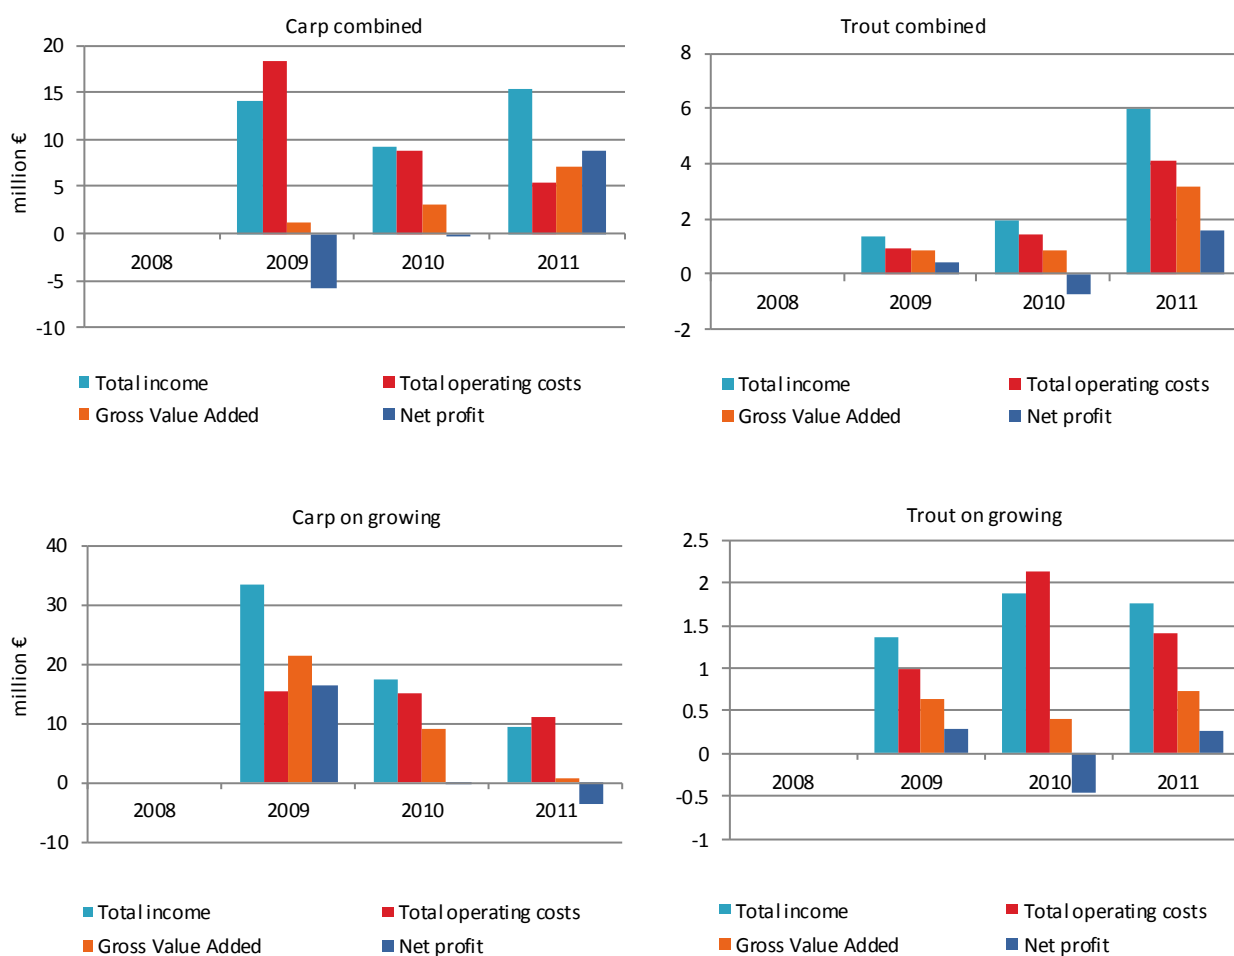 Carp combined
20
15
10
5
0
-5
-10
million €
2008 2009 2010 2011
Total income Total operating costs
Gross Value Added Net profit
Trout combined
8
6
4
2
0
-2
2008 2009 2010 2011
Total income Total operating costs
Gross Value Added Net profit
Carp on growing
40
30
20
10
0
-10
million €
2008 2009 2010 2011
Total income Total operating costs
Gross Value Added Net profit
Trout on growing
2.5
2
1.5
1
0.5
0
-0.5
-1
2008 2009 2010 2011
Total income Total operating costs
Gross Value Added Net profit